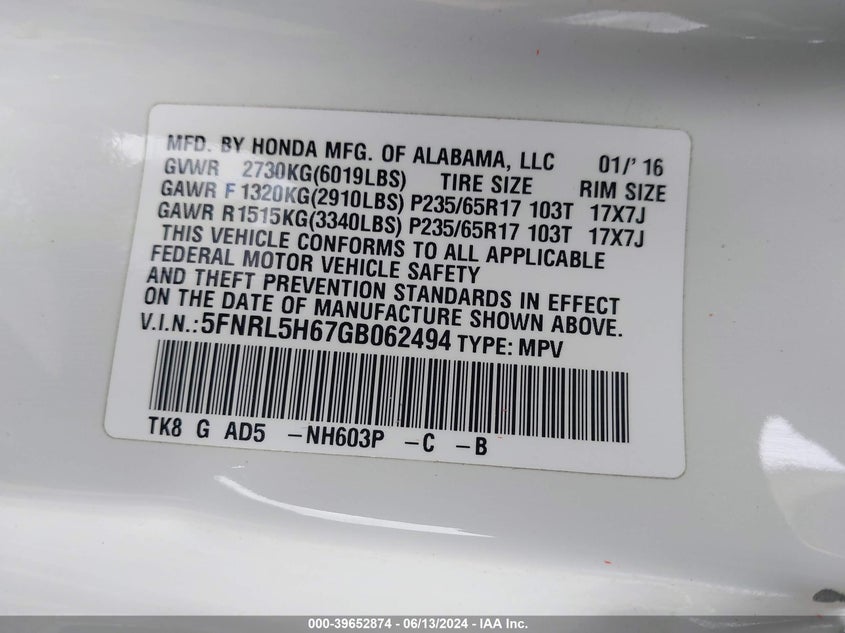 MFD. BY HONDA MFG. OF ALABAMA, LLC 01/' 16
GVWR 2730KG(6019LBS) TIRE SIZE RIM SIZE
GAWR F 1320KG(2910LBS) P235/65R17 103T 17X7J
GAWR R1515KG(3340LBS) P235/65R17 103T 17X7J
THIS VEHICLE CONFORMS TO ALL APPLICABLE
FEDERAL MOTOR VEHICLE SAFETY
AND THEFT PREVENTION STANDARDS IN EFFECT
ON THE DATE OF MANUFACTURE SHOWN ABOVE.
V.I.N.:5FNRL5H67GB062494 TYPE: MPV
TK8 G AD5 -NH603P -C -B
000-39652874 / 06/13/2024 - IAA Inc.